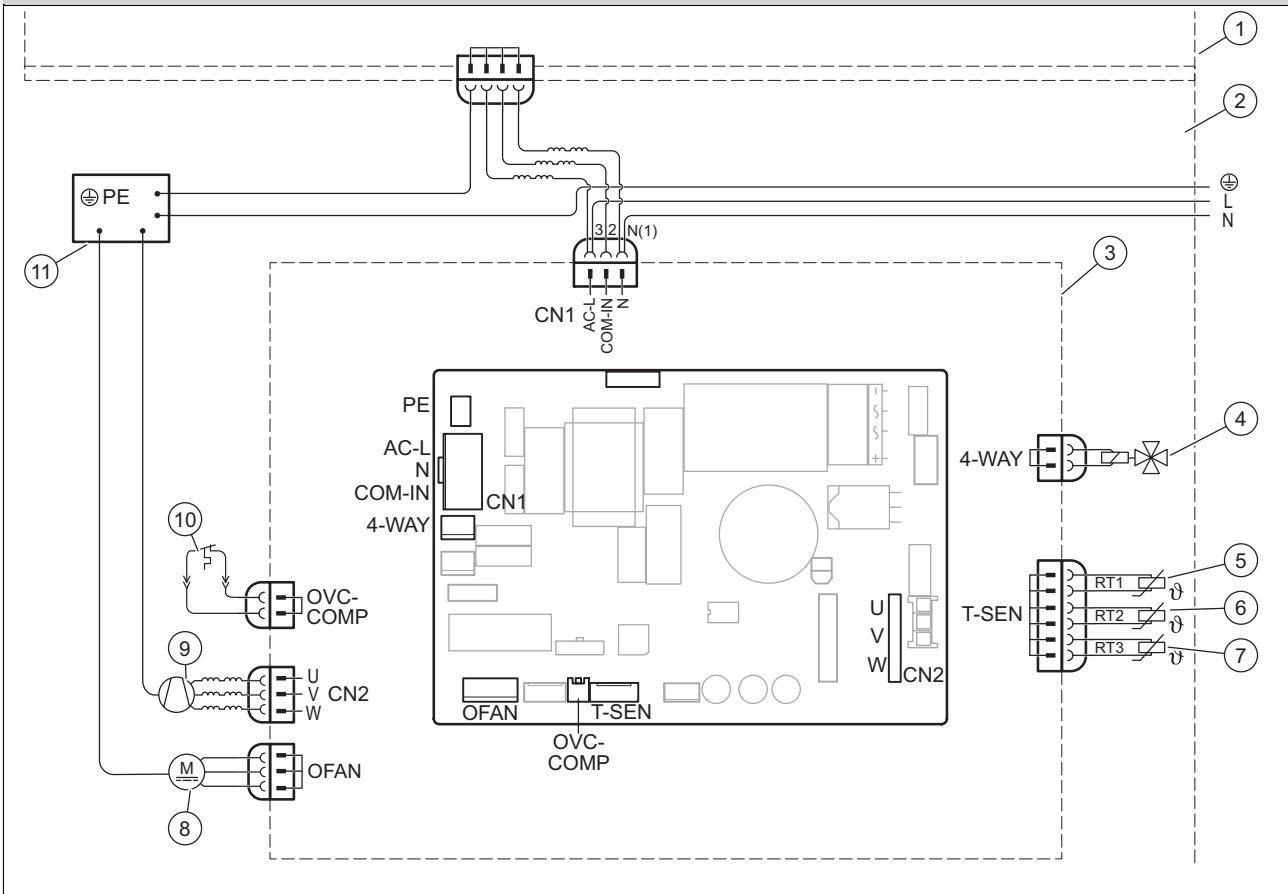 1
2
PE
L
N
3 2 N(1)
11
3
CN1
AC-L
COM-IN
N
PE
AC-L
N
COM-IN
CN1
4-WAY
4-WAY
4
10
OVC-
COMP
U
V
W
CN2
T-SEN
RT1
ϑ
5
RT2
ϑ
6
RT3
ϑ
7
9
U
V
W
CN2
OFAN
T-SEN
OVC-
COMP
M
OFAN
8